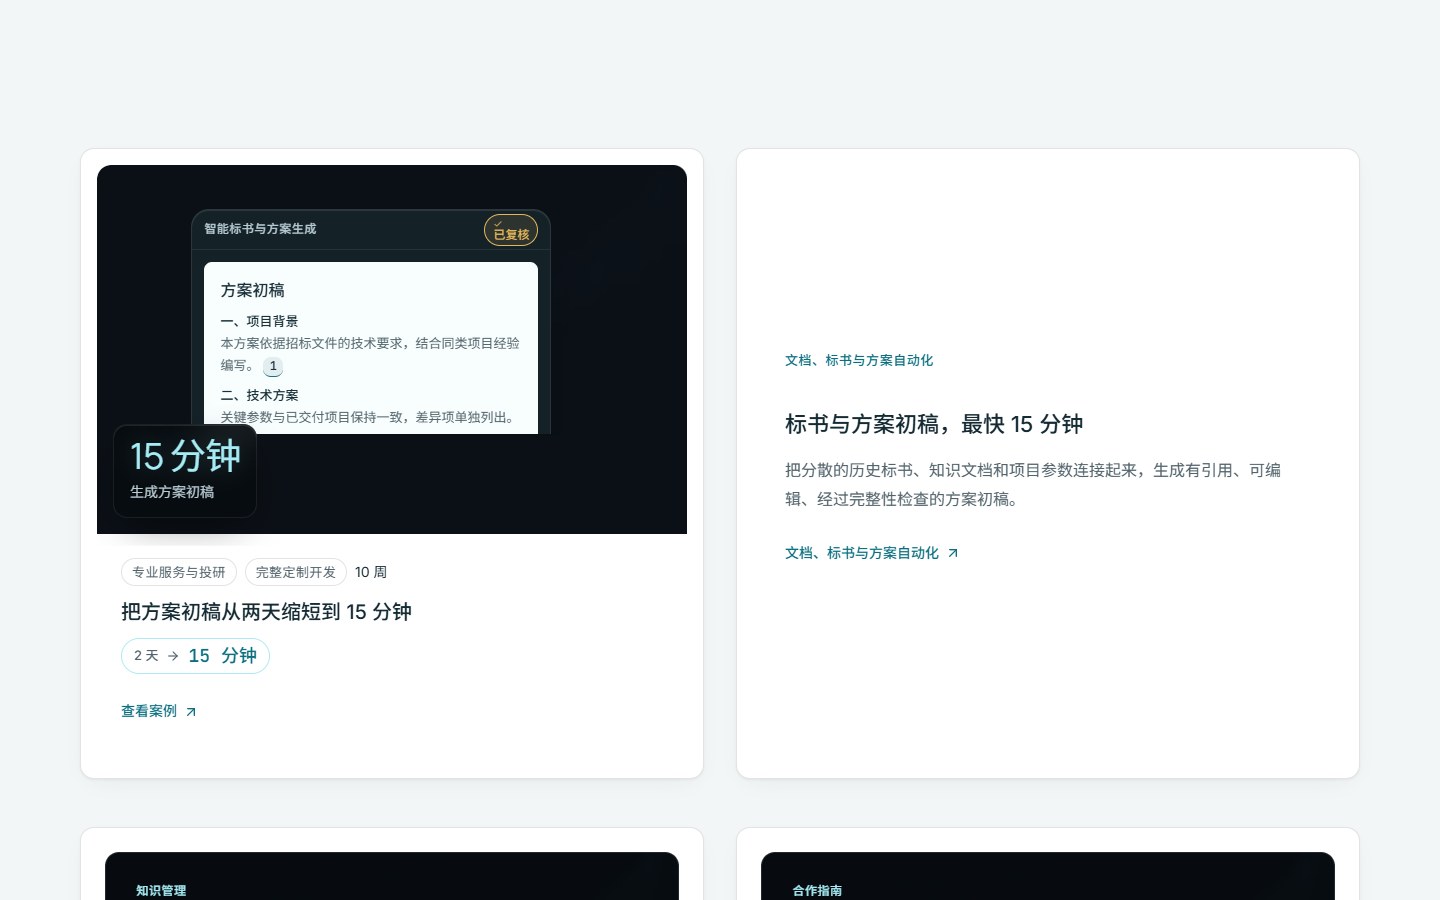 智能标书与方案生成
已复核
方案初稿
一、项目背景
本方案依据招标文件的技术要求，结合同类项目经验
编写。 1
二、技术方案
关键参数与已交付项目保持一致，差异项单独列出。
15 分钟
生成方案初稿
专业服务与投研 完整定制开发 10 周
把方案初稿从两天缩短到 15 分钟
2 天 → 15 分钟
查看案例
文档、标书与方案自动化
标书与方案初稿，最快 15 分钟
把分散的历史标书、知识文档和项目参数连接起来，生成有引用、可编
辑、经过完整性检查的方案初稿。
文档、标书与方案自动化
知识管理
合作指南